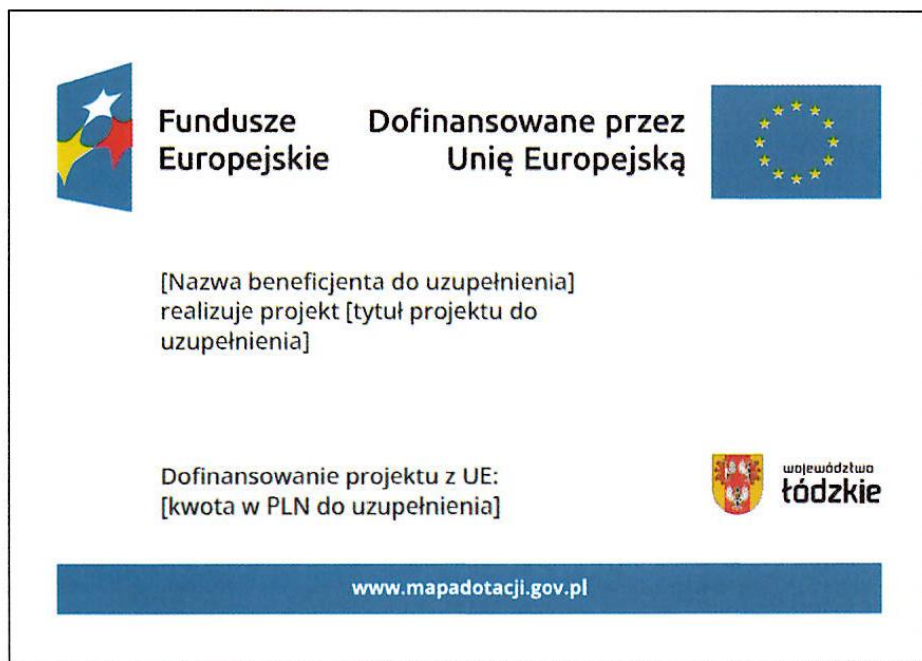 Fundusze
Europejskie
Dofinansowane przez
Unię Europejską
[Nazwa beneficjenta do uzupełnienia]
realizuje projekt [tytuł projektu do
uzupełnienia]
Dofinansowanie projektu z UE:
[kwota w PLN do uzupełnienia]
województwo
łódzkie
www.mapadotacji.gov.pl